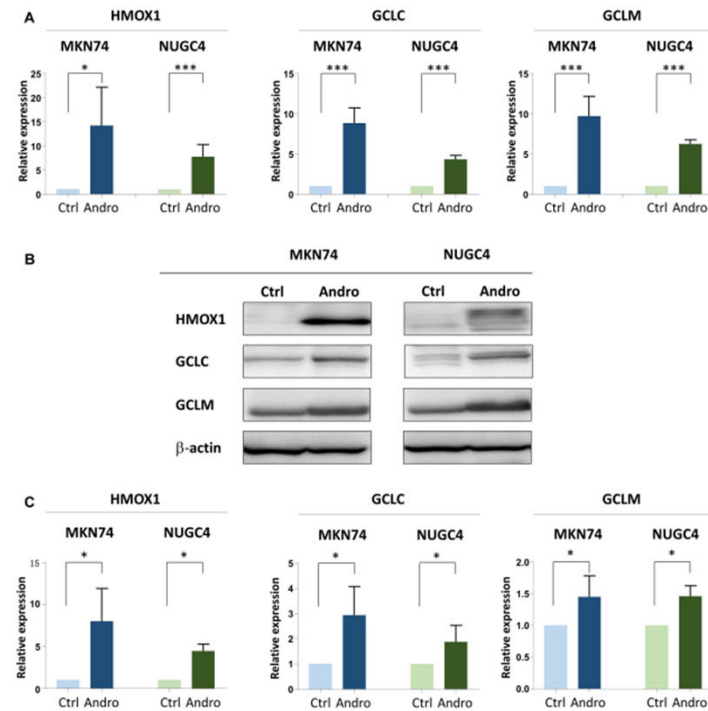 A
HMOX1 GCLC GCLM
MKN74 NUGC4 MKN74 NUGC4 MKN74 NUGC4
* *** *** *** *** ***
Relative expression
25
20
15
10
5
0
Relative expression
15
10
5
0
Relative expression
15
10
5
0
Ctrl Andro Ctrl Andro Ctrl Andro Ctrl Andro Ctrl Andro Ctrl Andro
B
MKN74 NUGC4
Ctrl Andro Ctrl Andro
HMOX1
GCLC
GCLM
β-actin
C
HMOX1 GCLC GCLM
MKN74 NUGC4 MKN74 NUGC4 MKN74 NUGC4
* * * * * *
Relative expression
15
10
5
0
Relative expression
5
4
3
2
1
0
Relative expression
2.0
1.5
1.0
0.5
0.0
Ctrl Andro Ctrl Andro Ctrl Andro Ctrl Andro Ctrl Andro Ctrl Andro